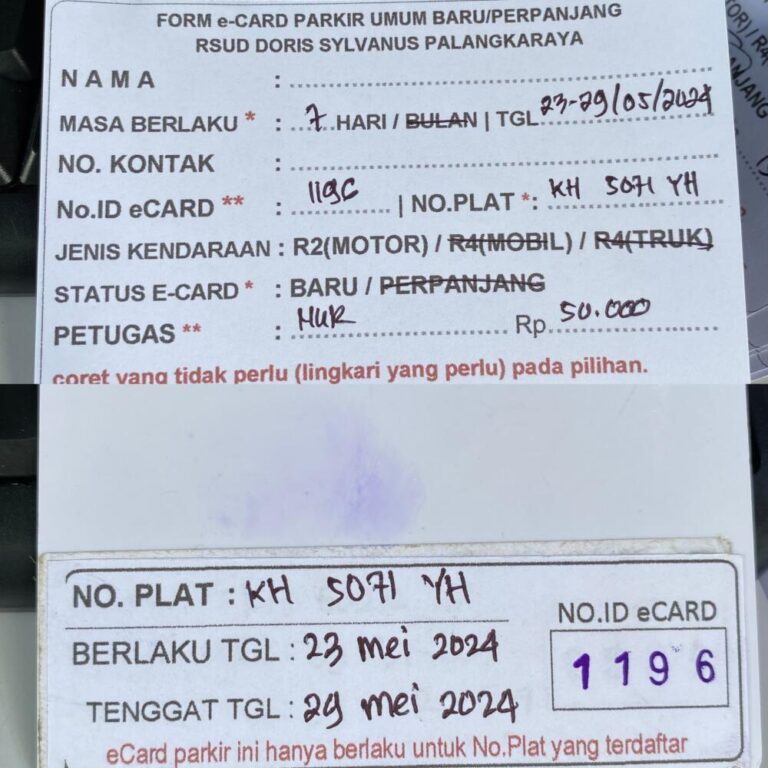 FORM e-CARD PARKIR UMUM BARU/PERPANJANG
RSUD DORIS SYLVANUS PALANGKARAYA
NAMA :
MASA BERLAKU * : 7 HARI / BULAN | TGL 23-29/05/2024
NO. KONTAK :
No.ID eCARD ** : 1196 | NO.PLAT *: KH 5071 YH
JENIS KENDARAAN : R2(MOTOR) / R4(MOBIL) / R4(TRUK)
STATUS E-CARD * : BARU / PERPANJANG
PETUGAS ** : MUR Rp. 50.000
coret yang tidak perlu (lingkari yang perlu) pada pilihan.
NO. PLAT : KH 5071 YH
BERLAKU TGL : 23 mei 2024
TENGGAT TGL : 29 mei 2024
NO.ID eCARD
1196
eCard parkir ini hanya berlaku untuk No.Plat yang terdaftar